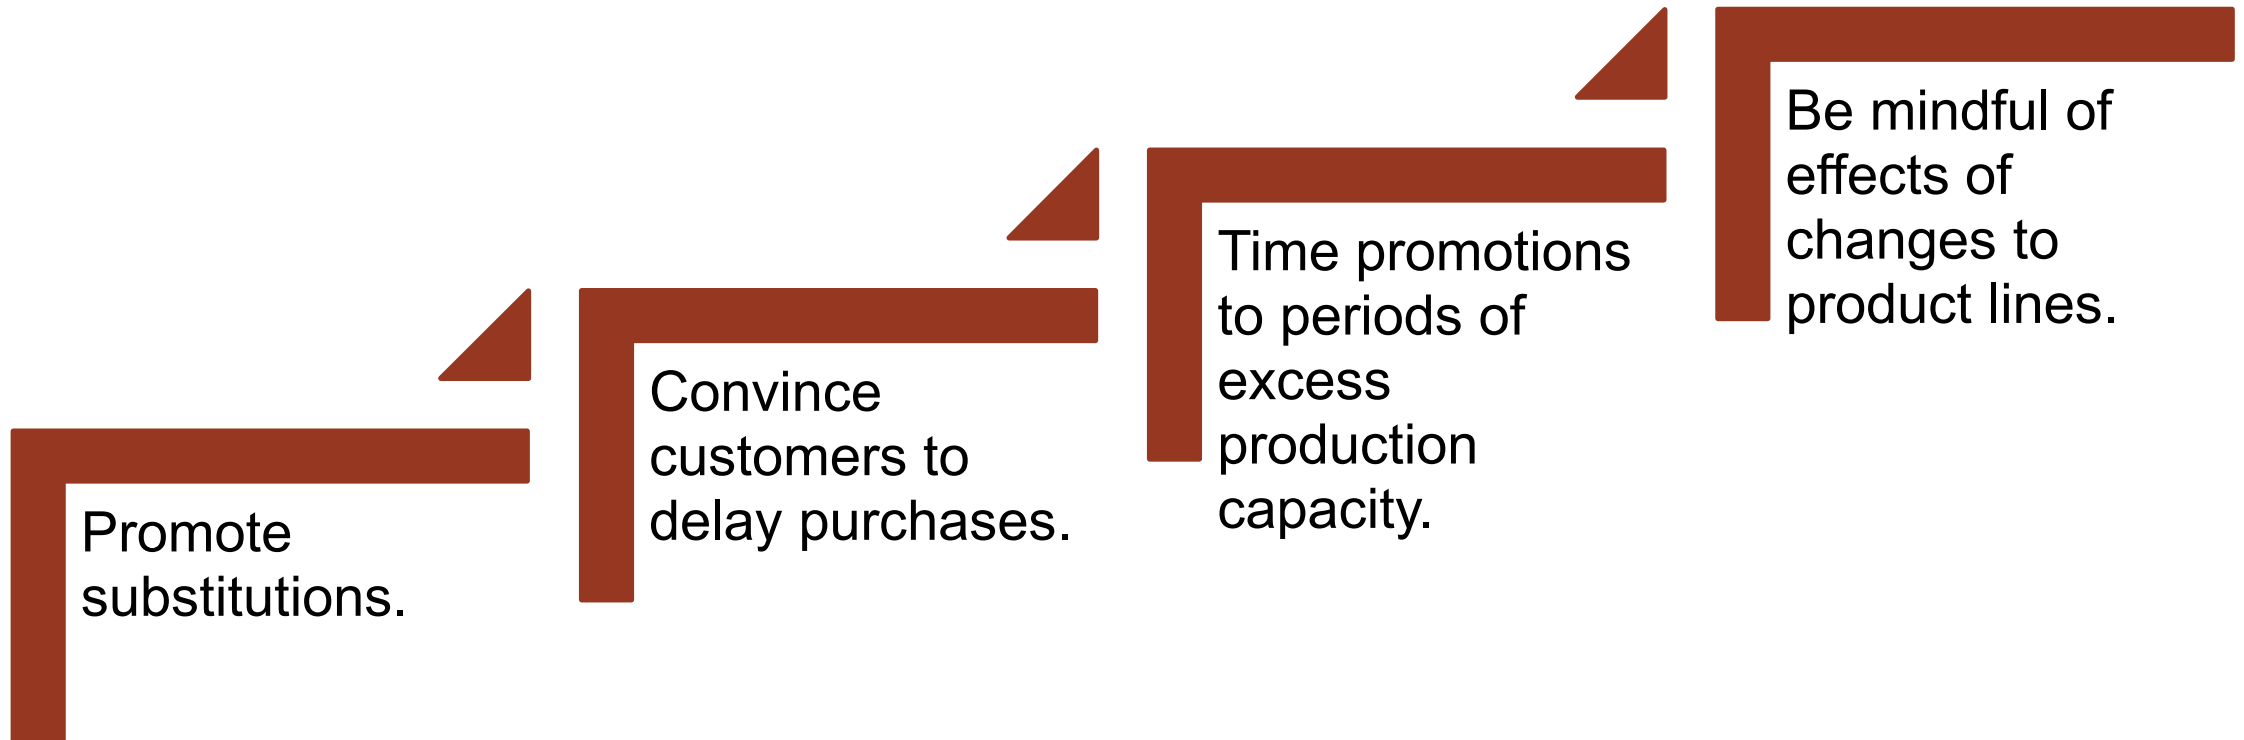 Promote
substitutions.
Convince
customers to
delay purchases.
Time promotions
to periods of
excess
production
capacity.
Be mindful of
effects of
changes to
product lines.